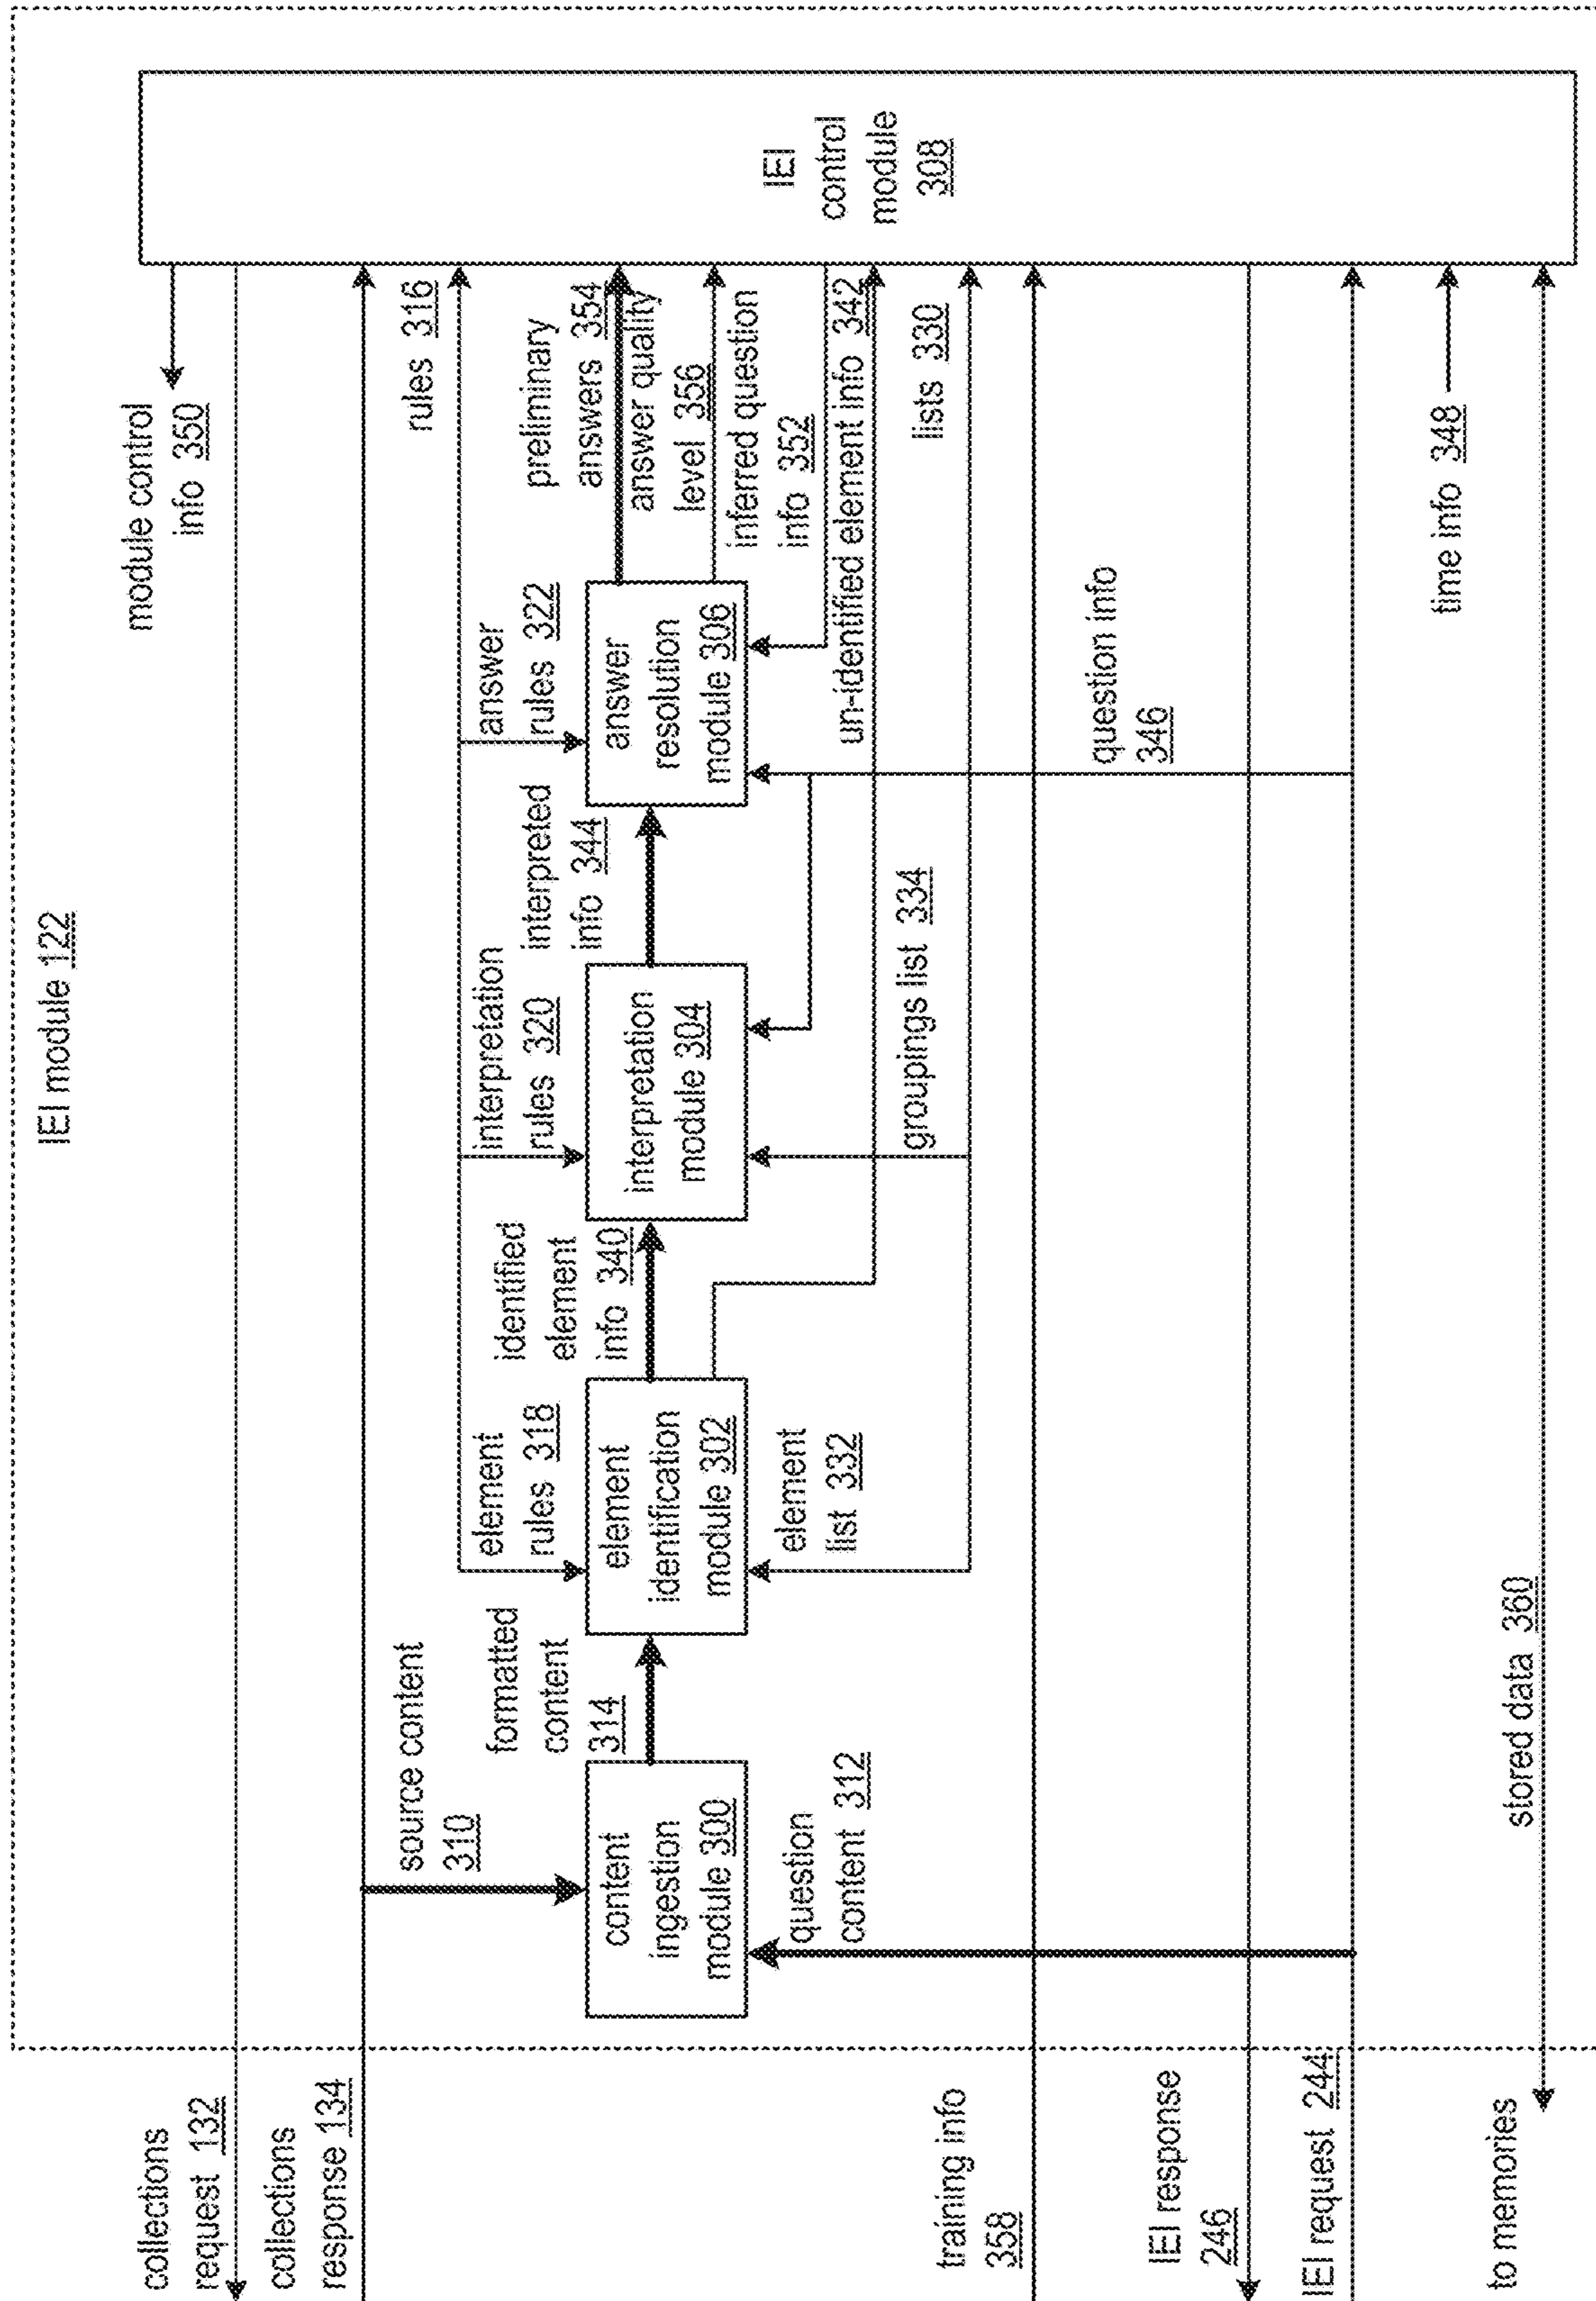 IEI module 122
collections
request 132
collections
response 134
module control
info 350
source content
310
rules 316
formatted
content
314
element
rules 318
identified
element
info 340
interpretation
rules 320
interpreted
info 344
answer
rules 322
preliminary
answers 354
answer quality
level 356
inferred question
info 352
content
ingestion
module 300
element
identification
module 302
interpretation
module 304
answer
resolution
module 306
IEI
control
module
308
question
content 312
element
list 332
groupings list 334
un-identified element info 342
lists 330
training info
358
question info
346
IEI response
246
IEI request 244
time info 348
to memories
stored data 360